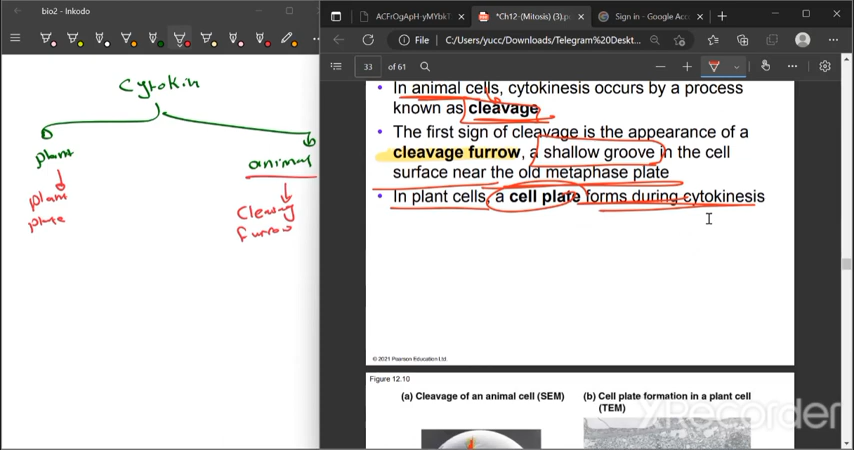 bio2 - Inkodo
ACFrOgApH-yMYbkT
*Ch12-(Mitosis) (3).p
Sign in - Google Acc
File
C:/Users/yucc/Downloads/Telegram%20Deskt...
33 of 61
Cytokin
plant
animal
plant
plate
Cleavag
furrow
• In animal cells, cytokinesis occurs by a process
known as cleavage
• The first sign of cleavage is the appearance of a
cleavage furrow, a shallow groove in the cell
surface near the old metaphase plate
• In plant cells, a cell plate forms during cytokinesis
© 2021 Pearson Education Ltd.
Figure 12.10
(a) Cleavage of an animal cell (SEM)
(b) Cell plate formation in a plant cell
(TEM)
XRecorder